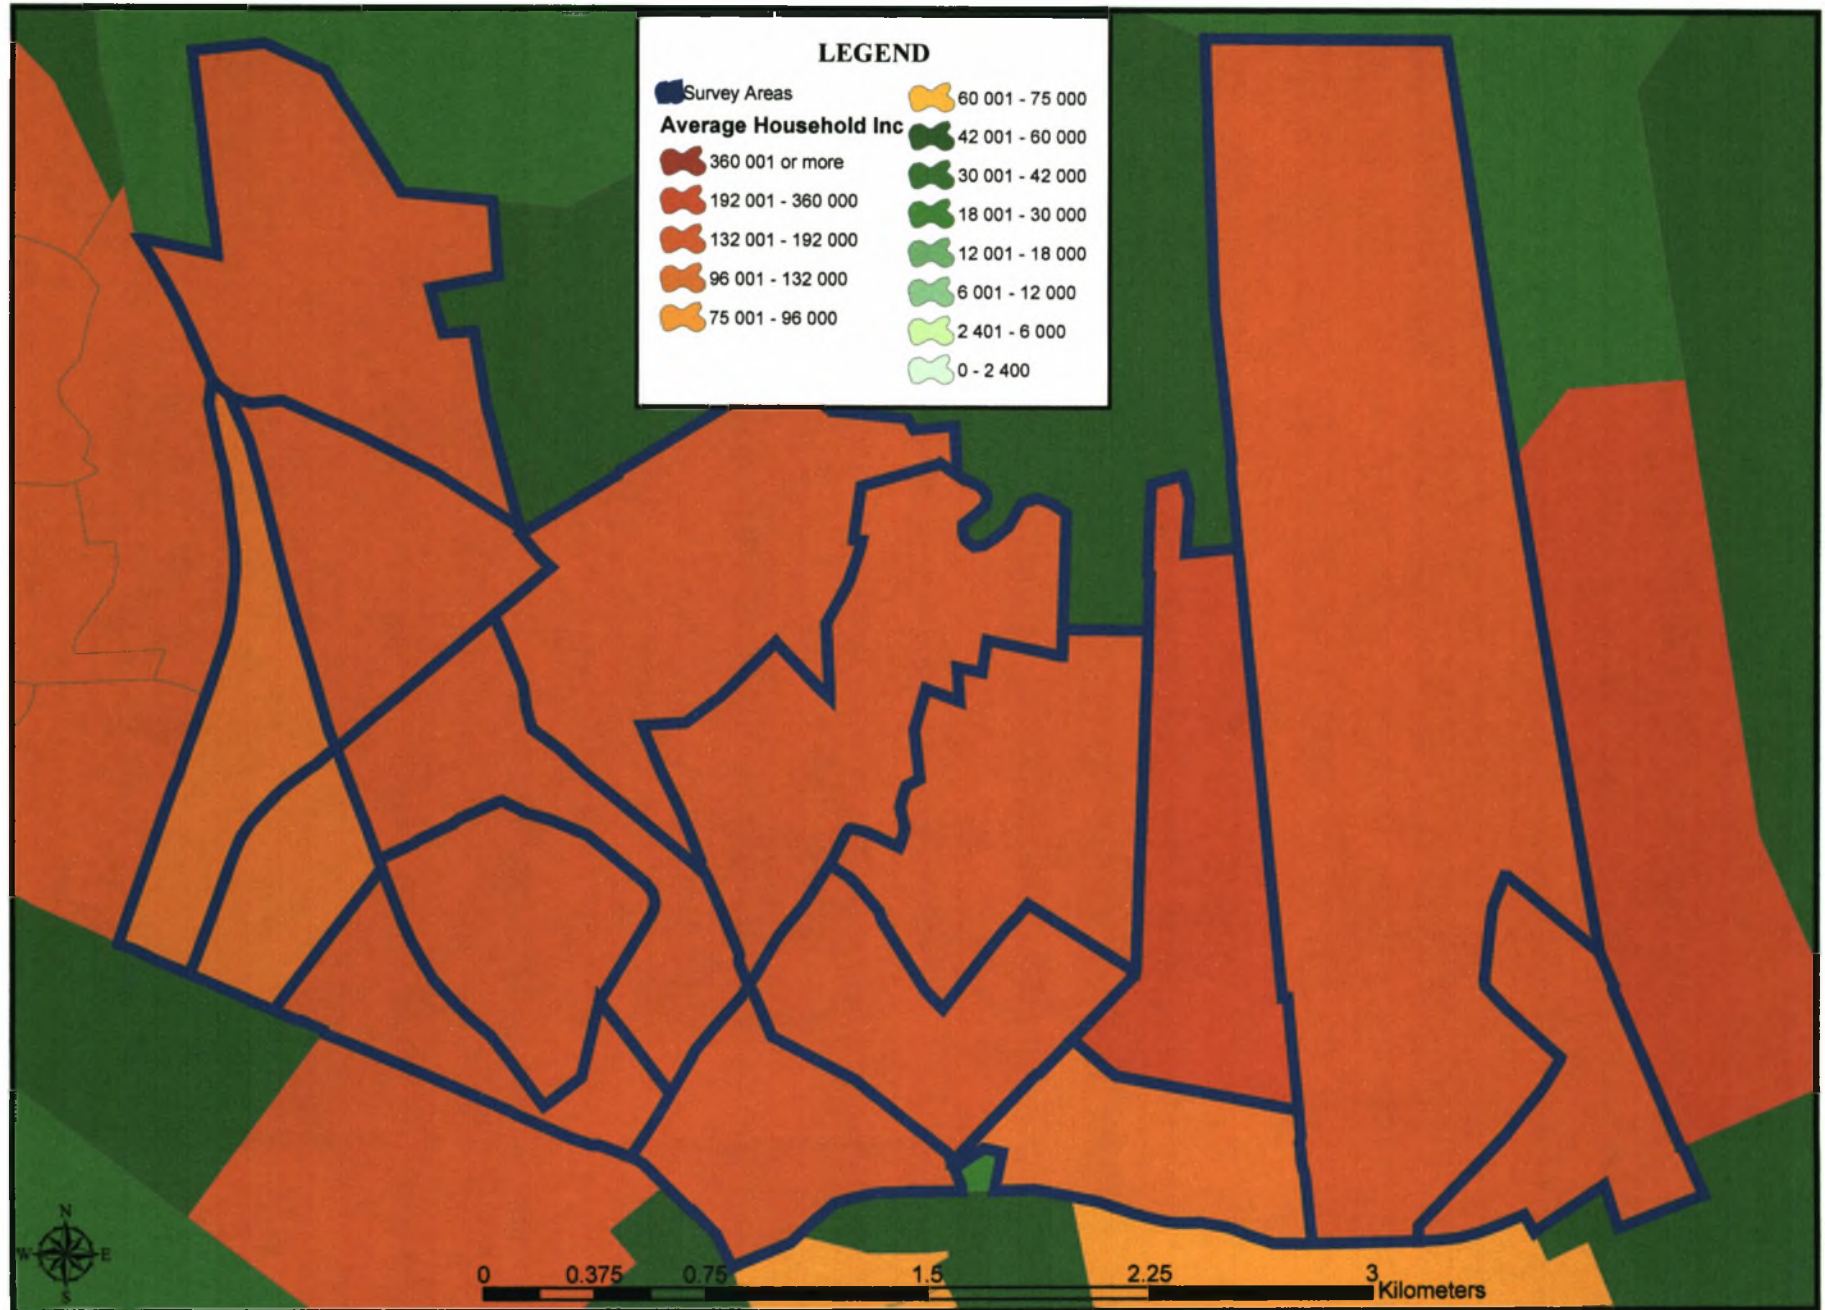 LEGEND
Survey Areas
Average Household Inc
360 001 or more
192 001 - 360 000
132 001 - 192 000
96 001 - 132 000
75 001 - 96 000
60 001 - 75 000
42 001 - 60 000
30 001 - 42 000
18 001 - 30 000
12 001 - 18 000
6 001 - 12 000
2 401 - 6 000
0 - 2 400
N
W E
S
0 0.375 0.75 1.5 2.25 3
Kilometers